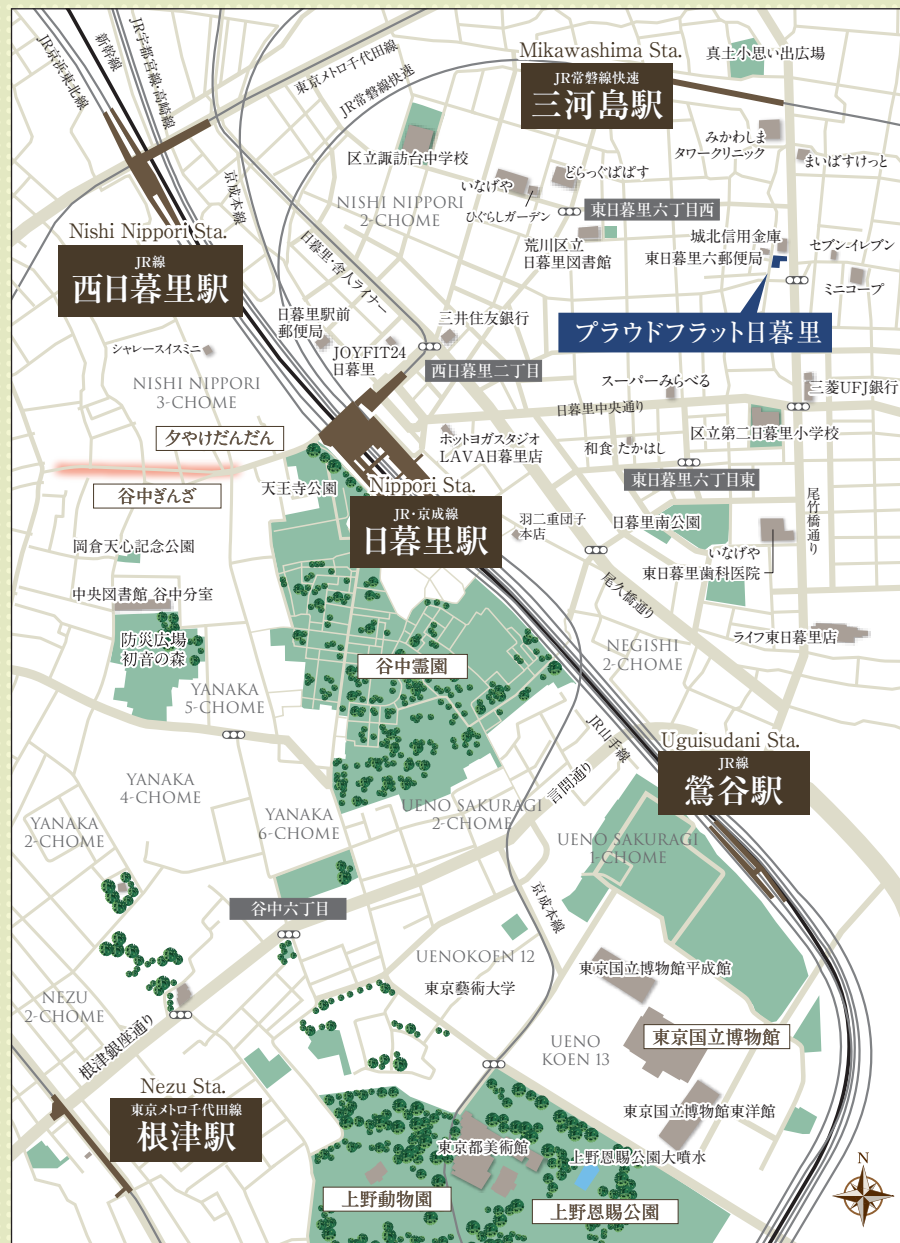 JR京浜東北線
新幹線
JR宇都宮線・高崎線
東京メトロ千代田線
JR常磐線快速
京成本線
日暮里・舎人ライナー
Mikawashima Sta.
JR常磐線快速
三河島駅
真土小思い出広場
みかわしま
タワークリニック
まいばすけっと
区立諏訪台中学校
どらっぐぱぱす
いなげや
ひぐらしガーデン
NISHI NIPPORI
2-CHOME
東日暮里六丁目西
荒川区立
日暮里図書館
城北信用金庫
東日暮里六郵便局
セブン-イレブン
ミニコープ
Nishi Nippori Sta.
JR線
西日暮里駅
プラウドフラット日暮里
日暮里駅前
郵便局
三井住友銀行
JOYFIT24
日暮里
シャレースイスミニ
西日暮里二丁目
NISHI NIPPORI
3-CHOME
スーパーみらべる
三菱UFJ銀行
日暮里中央通り
区立第二日暮里小学校
夕やけだんだん
ホットヨガスタジオ
LAVA日暮里店
和食 たかはし
東日暮里六丁目東
谷中ぎんざ
天王寺公園
Nippori Sta.
JR・京成線
日暮里駅
羽二重団子
本店
日暮里南公園
尾竹橋通り
いなげや
東日暮里歯科医院
岡倉天心記念公園
尾久橋通り
中央図書館 谷中分室
防災広場
初音の森
ライフ東日暮里店
NEGISHI
2-CHOME
谷中霊園
YANAKA
5-CHOME
JR山手線
Uguisudani Sta.
JR線
鶯谷駅
言問通り
YANAKA
4-CHOME
YANAKA
2-CHOME
YANAKA
6-CHOME
UENO SAKURAGI
2-CHOME
UENO SAKURAGI
1-CHOME
谷中六丁目
京成本線
UENOKOEN 12
東京藝術大学
東京国立博物館平成館
NEZU
2-CHOME
UENO
KOEN 13
東京国立博物館
根津銀座通り
Nezu Sta.
東京メトロ千代田線
根津駅
東京国立博物館東洋館
東京都美術館
上野恩賜公園大噴水
上野動物園
上野恩賜公園
N